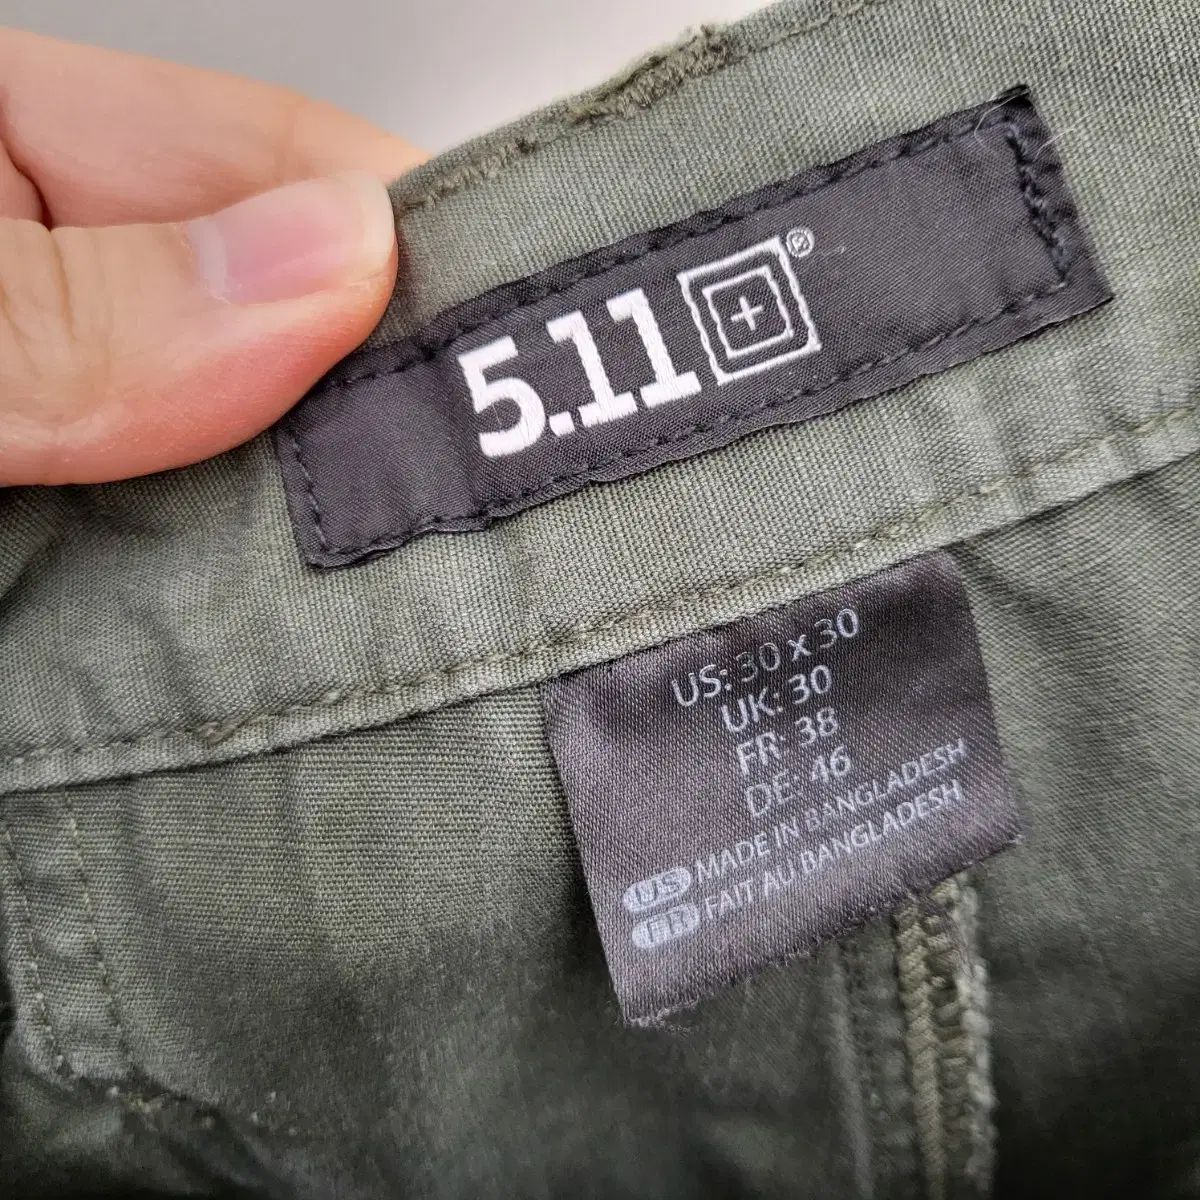 5.11®
US: 30 x 30
UK: 30
FR: 38
DE: 46
US MADE IN BANGLADESH
FR FAIT AU BANGLADESH